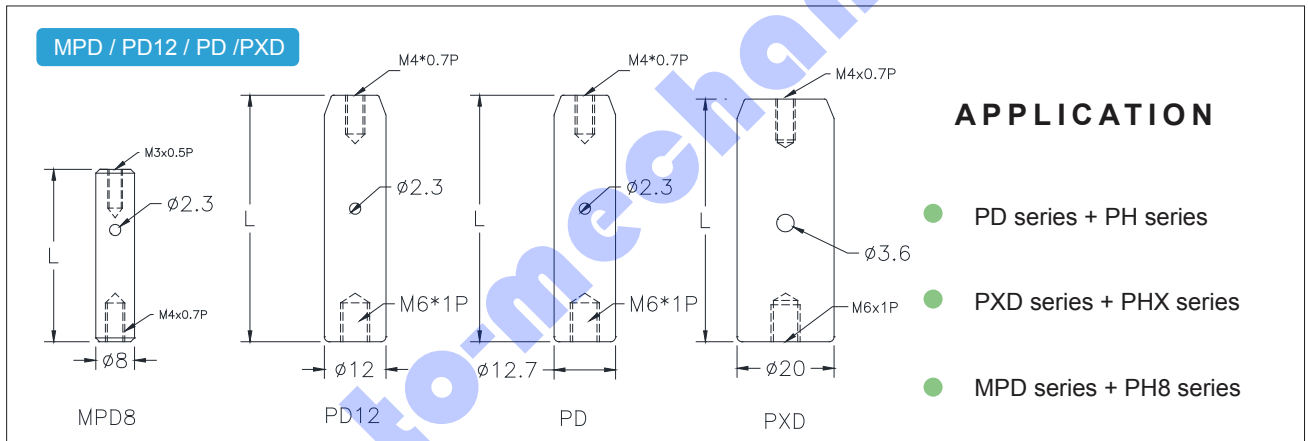 MPD / PD12 / PD /PXD
M3x0.5P
ø2.3
L
M4x0.7P
ø8
MPD8
M4*0.7P
L
ø2.3
M6*1P
ø12
PD12
M4*0.7P
L
ø2.3
M6*1P
ø12.7
PD
M4x0.7P
L
ø3.6
M6x1P
ø20
PXD
APPLICATION
PD series + PH series
PXD series + PHX series
MPD series + PH8 series
to-mechan